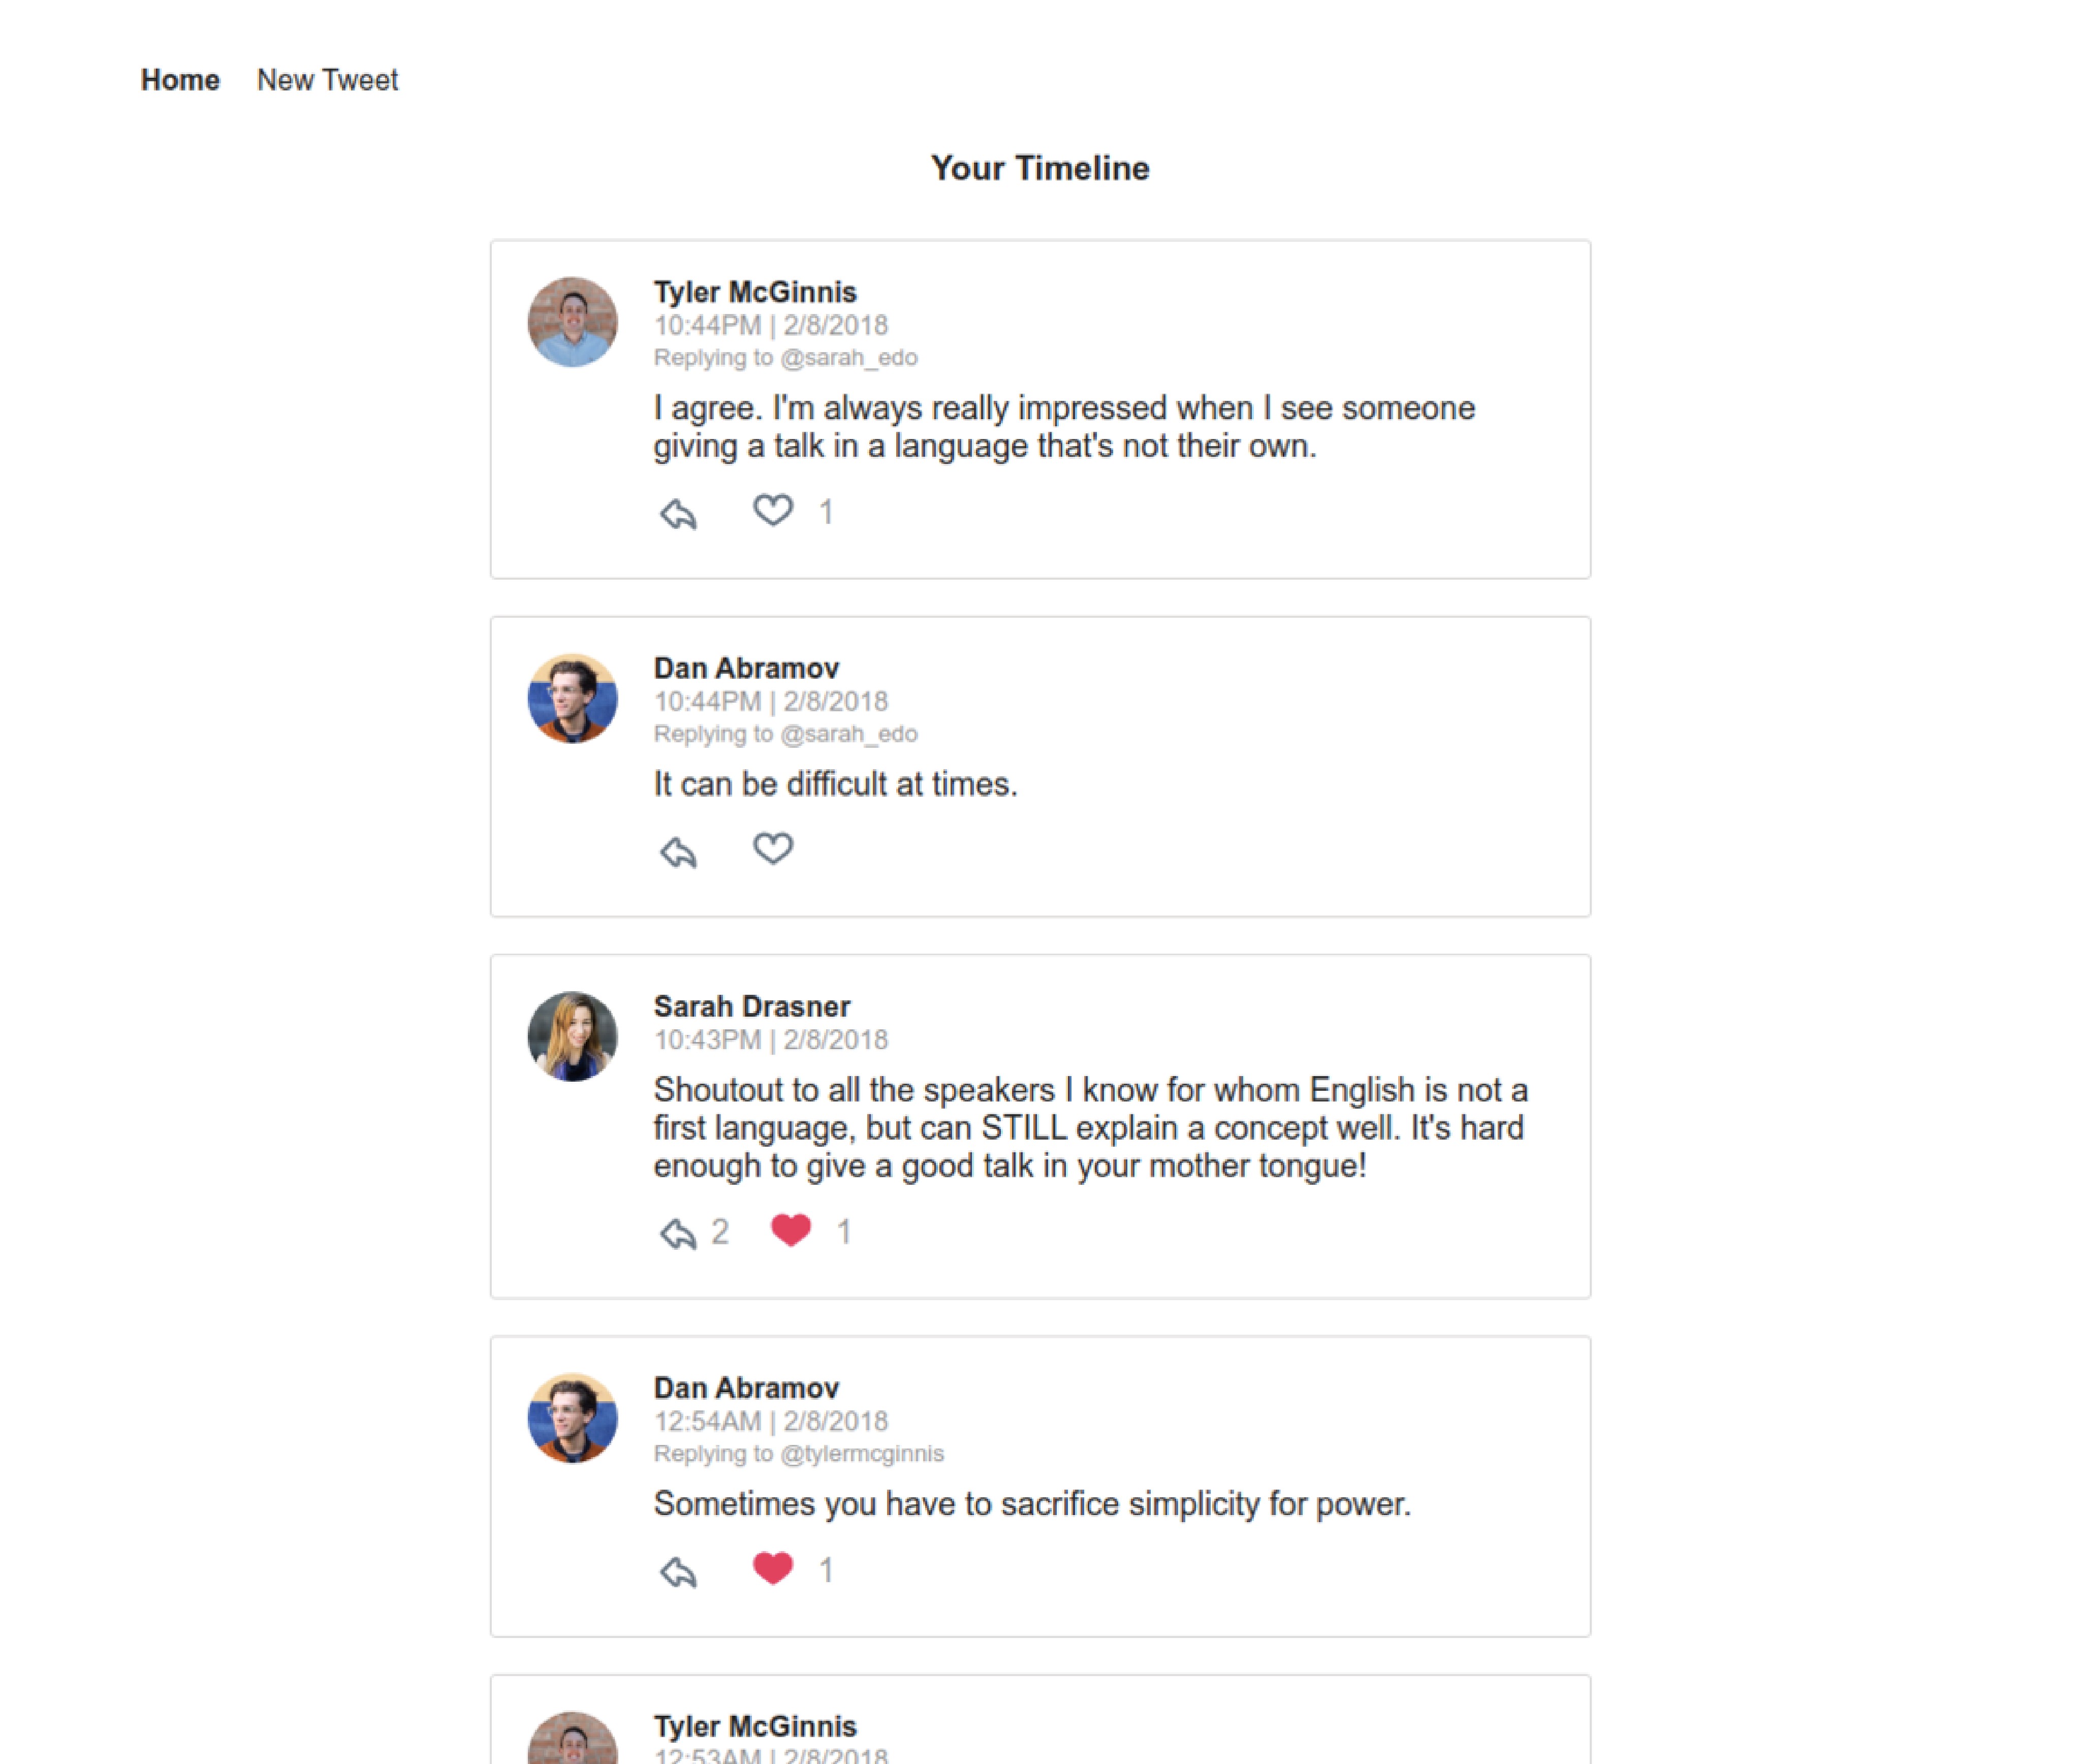 Home New Tweet
Your Timeline
Tyler McGinnis
10:44PM | 2/8/2018
Replying to @sarah_edo
I agree. I'm always really impressed when I see someone
giving a talk in a language that's not their own.
1
Dan Abramov
10:44PM | 2/8/2018
Replying to @sarah_edo
It can be difficult at times.
Sarah Drasner
10:43PM | 2/8/2018
Shoutout to all the speakers I know for whom English is not a
first language, but can STILL explain a concept well. It's hard
enough to give a good talk in your mother tongue!
2 1
Dan Abramov
12:54AM | 2/8/2018
Replying to @tylermcginnis
Sometimes you have to sacrifice simplicity for power.
1
Tyler McGinnis
12:53AM | 2/8/2018